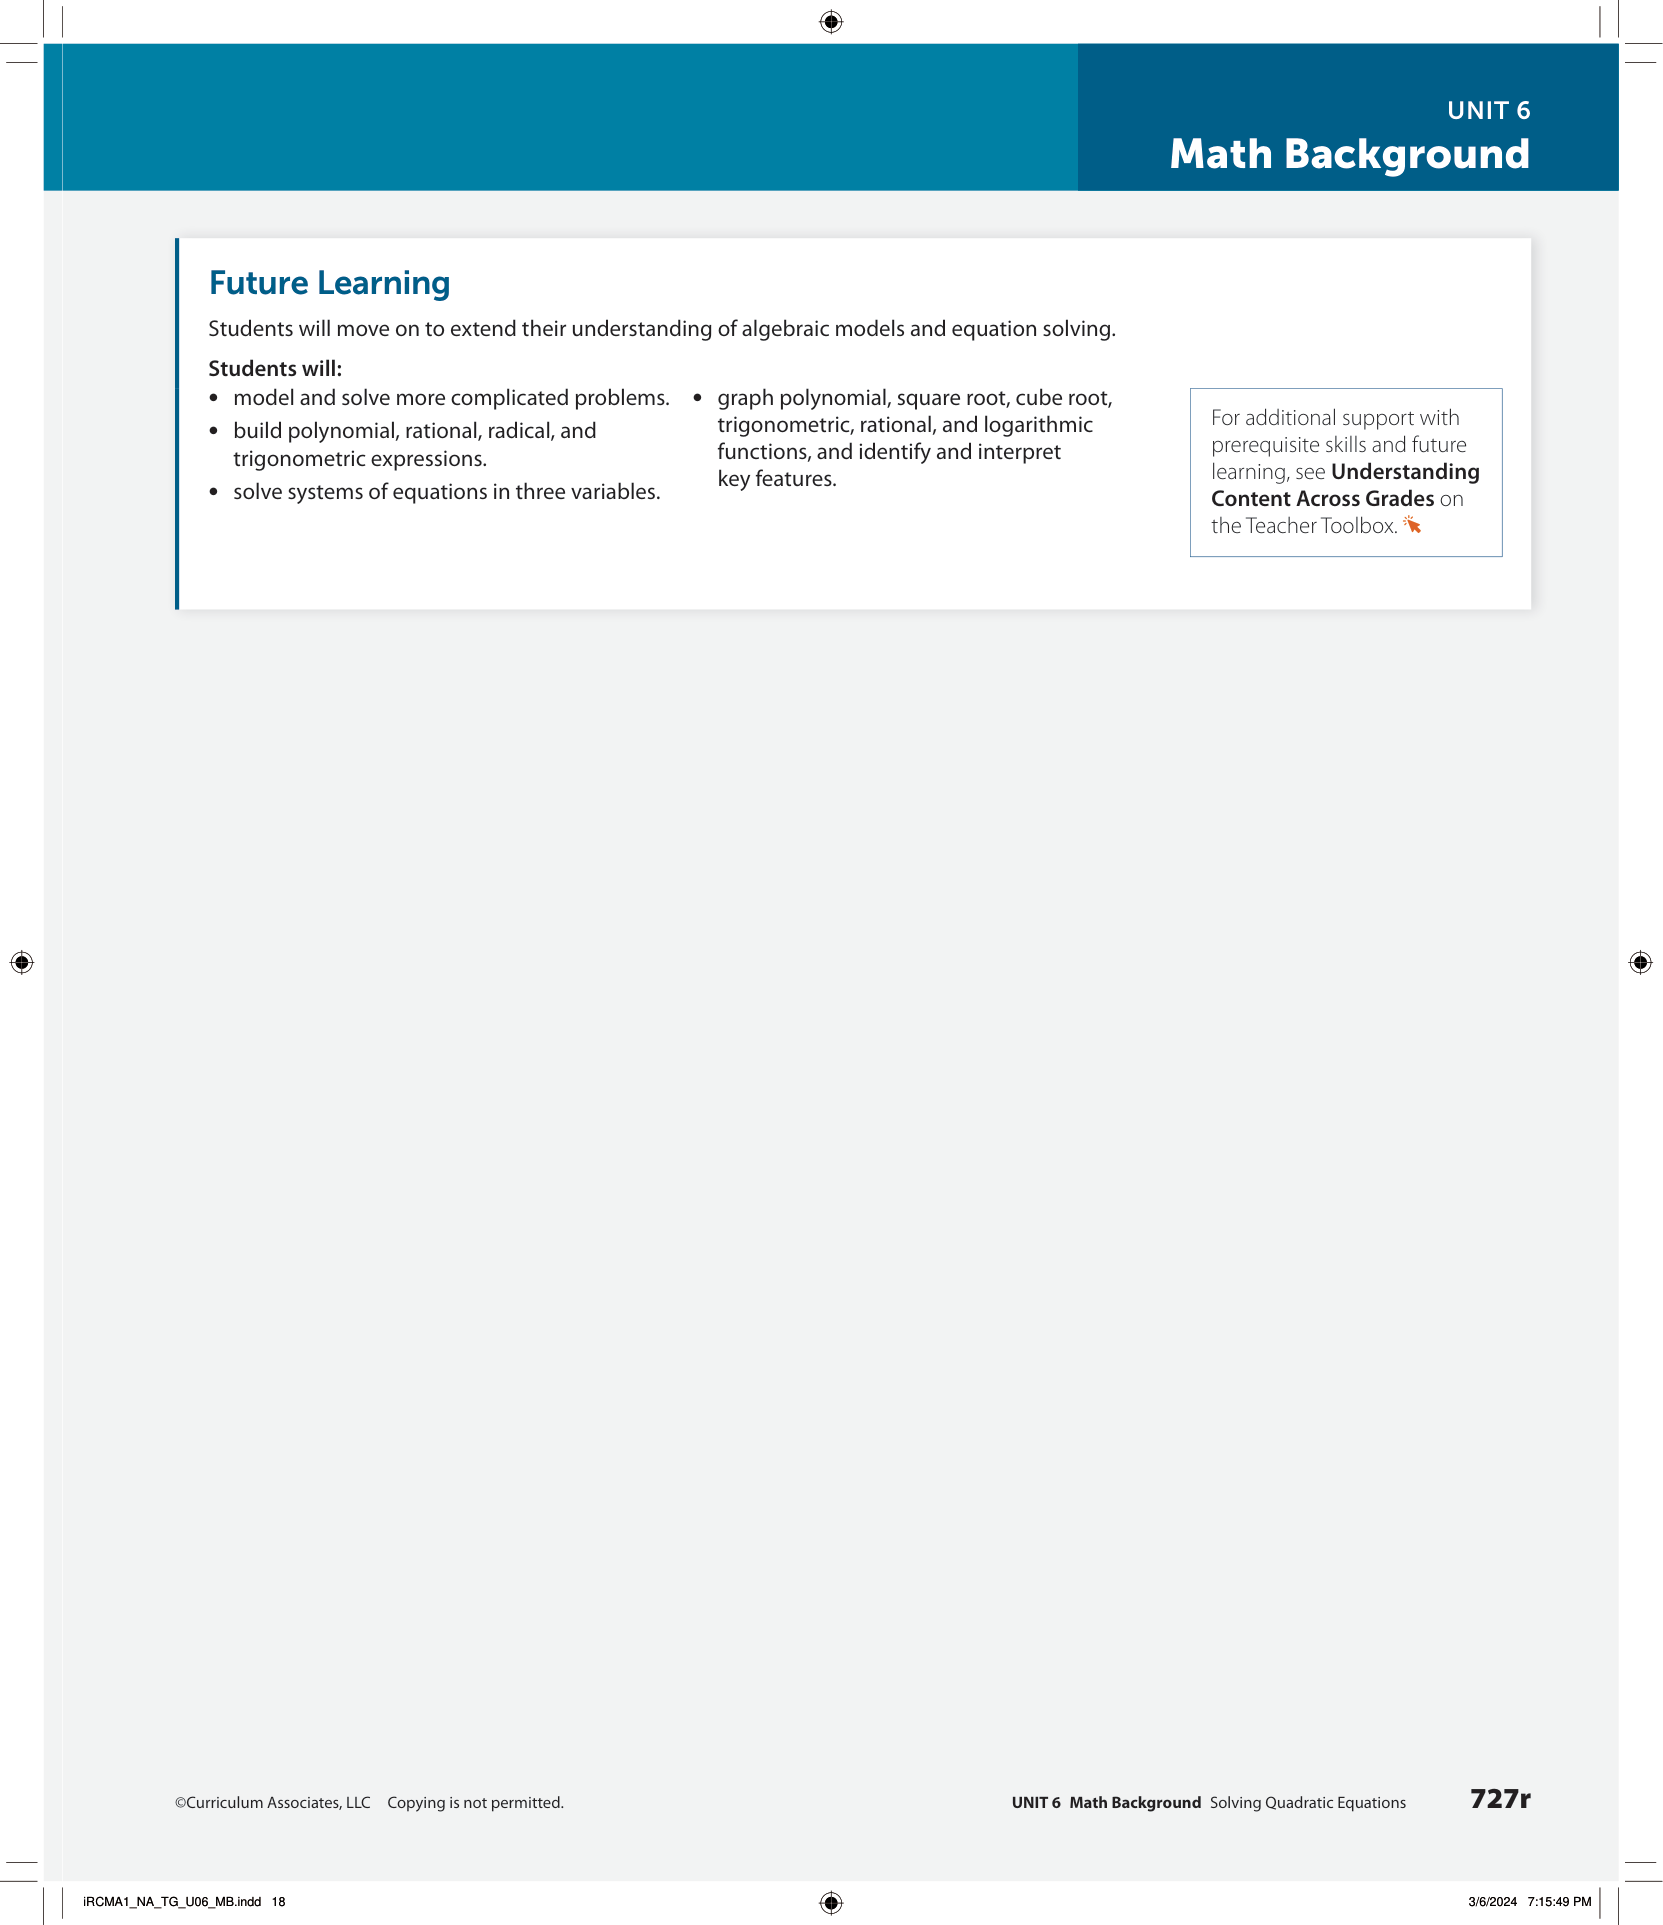 UNIT 6
Math Background
Future Learning
Students will move on to extend their understanding of algebraic models and equation solving.
Students will:
• model and solve more complicated problems.
• build polynomial, rational, radical, and
trigonometric expressions.
• solve systems of equations in three variables.
• graph polynomial, square root, cube root,
trigonometric, rational, and logarithmic
functions, and identify and interpret
key features.
For additional support with
prerequisite skills and future
learning, see Understanding
Content Across Grades on
the Teacher Toolbox.
©Curriculum Associates, LLC Copying is not permitted.
UNIT 6 Math Background Solving Quadratic Equations 727r
iRCMA1_NA_TG_U06_MB.indd 18
3/6/2024 7:15:49 PM